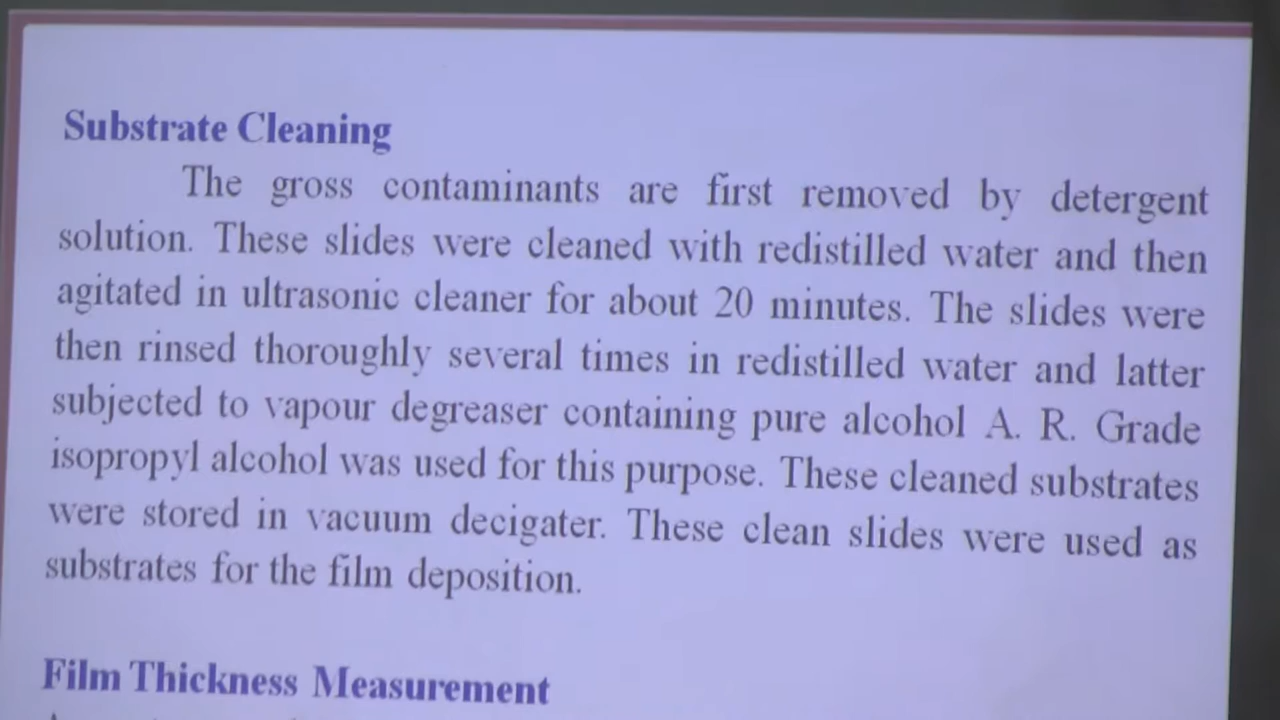 Substrate Cleaning
The gross contaminants are first removed by detergent
solution. These slides were cleaned with redistilled water and then
agitated in ultrasonic cleaner for about 20 minutes. The slides were
then rinsed thoroughly several times in redistilled water and latter
subjected to vapour degreaser containing pure alcohol A. R. Grade
isopropyl alcohol was used for this purpose. These cleaned substrates
were stored in vacuum decigater. These clean slides were used as
substrates for the film deposition.
Film Thickness Measurement